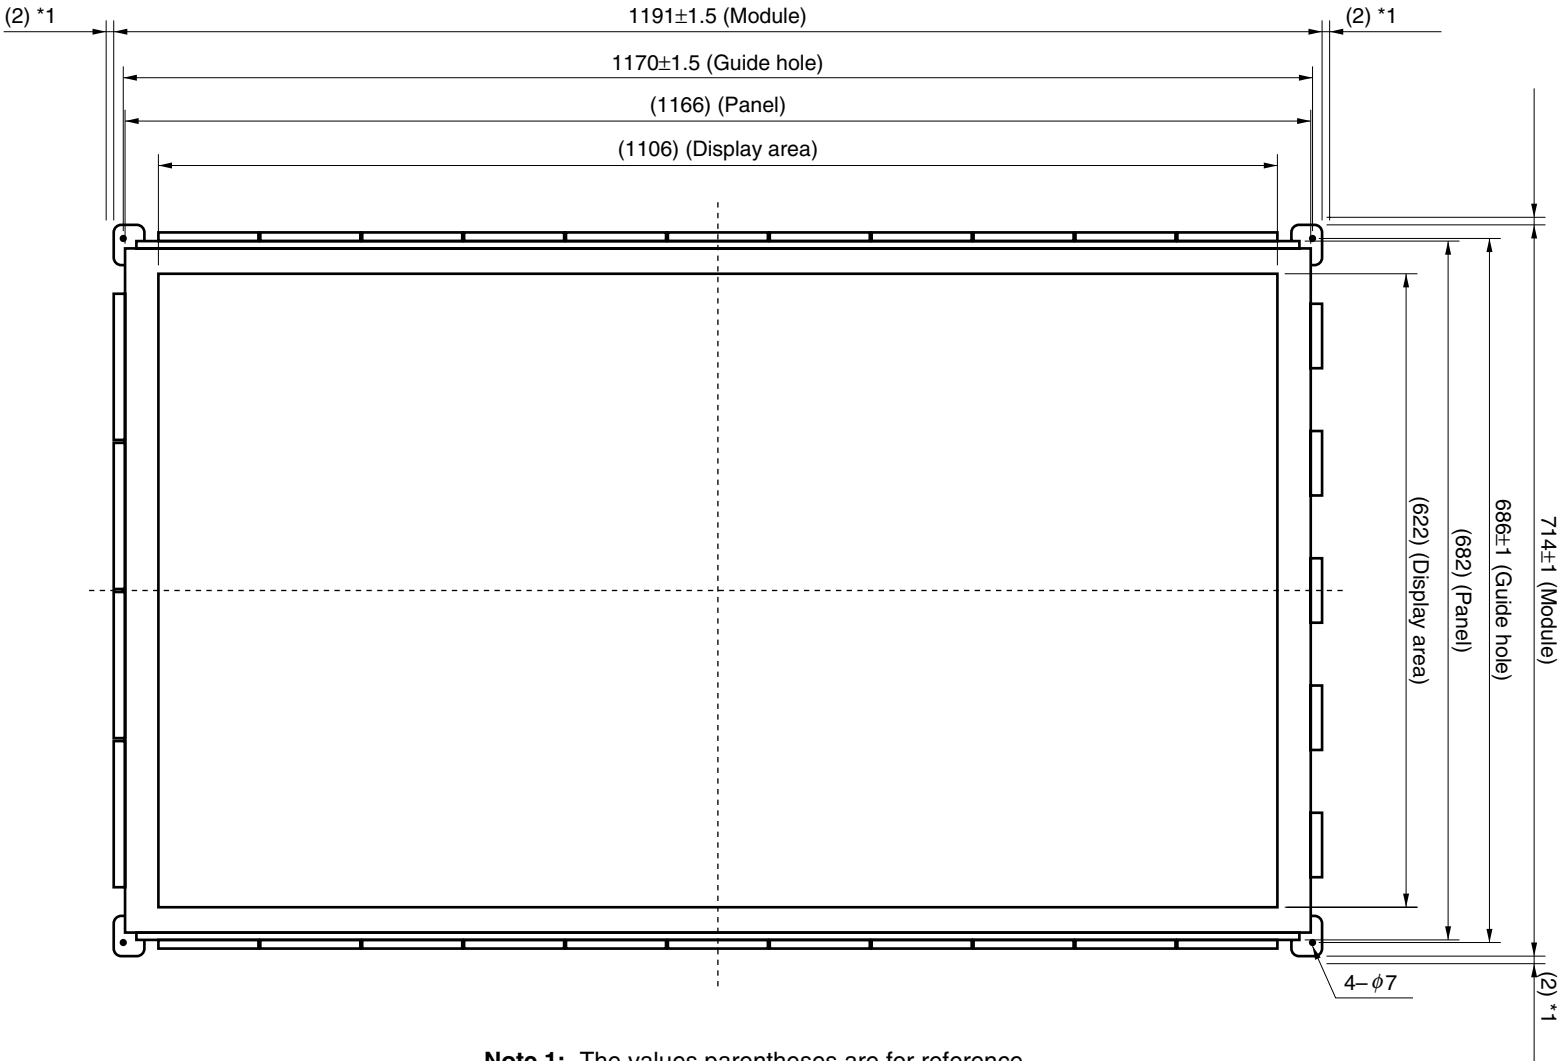 (2) *1
1191±1.5 (Module)
(2) *1
1170±1.5 (Guide hole)
(1166) (Panel)
(1106) (Display area)
(622) (Display area)
(682) (Panel)
686±1 (Guide hole)
714±1 (Module)
4–φ7
(2) *1
Note 1: The values parentheses are for reference.